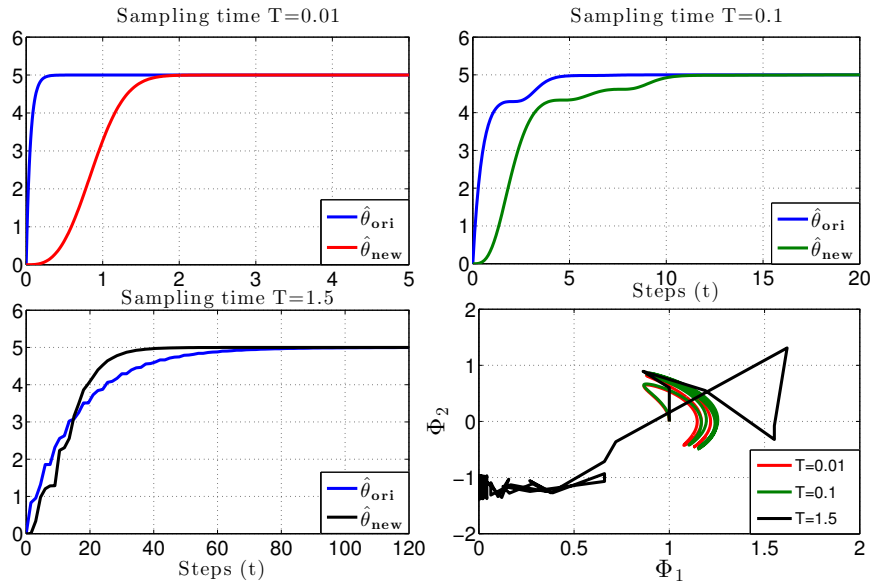 Sampling time T=0.01
6
5
4
3
2
1
0
0 1 2 3 4 5
θ̂ori
θ̂new
Sampling time T=0.1
6
5
4
3
2
1
0
0 5 10 15 20
Steps (t)
θ̂ori
θ̂new
Sampling time T=1.5
6
5
4
3
2
1
0
0 20 40 60 80 100 120
Steps (t)
θ̂ori
θ̂new
Φ2
2
1
0
−1
−2
0 0.5 1 1.5 2
Φ1
T=0.01
T=0.1
T=1.5